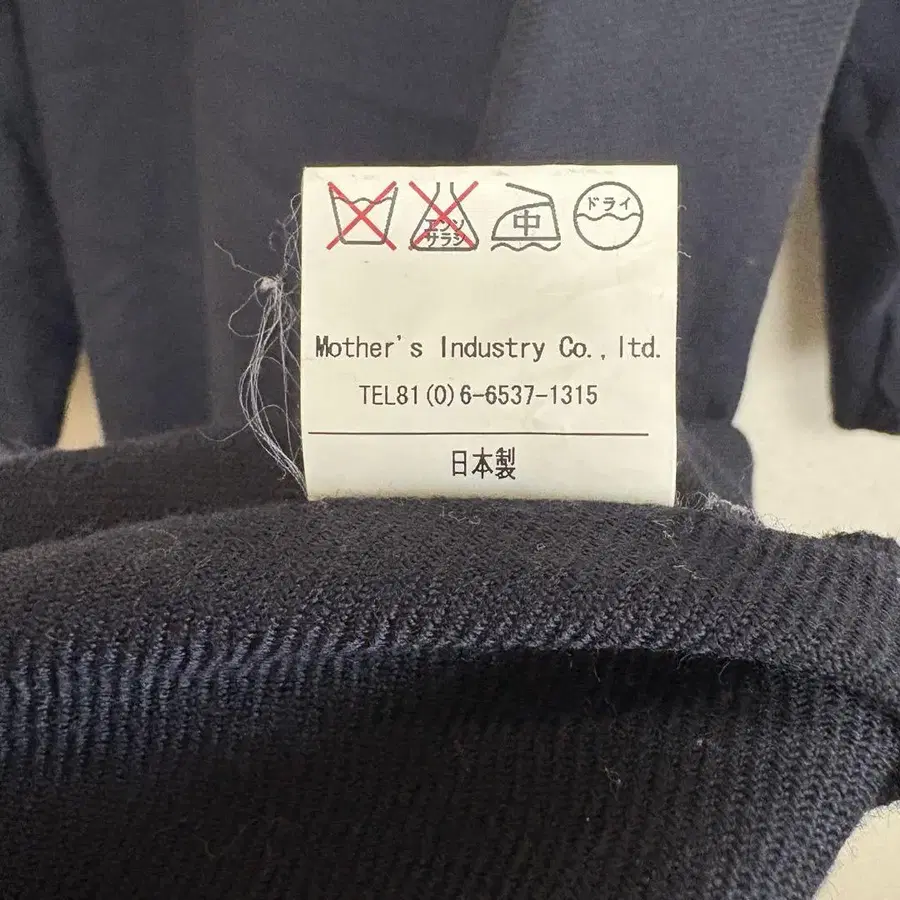 エンソ
サラシ
中
ドライ
Mother's Industry Co., ltd.
TEL81(0)6-6537-1315
日本製